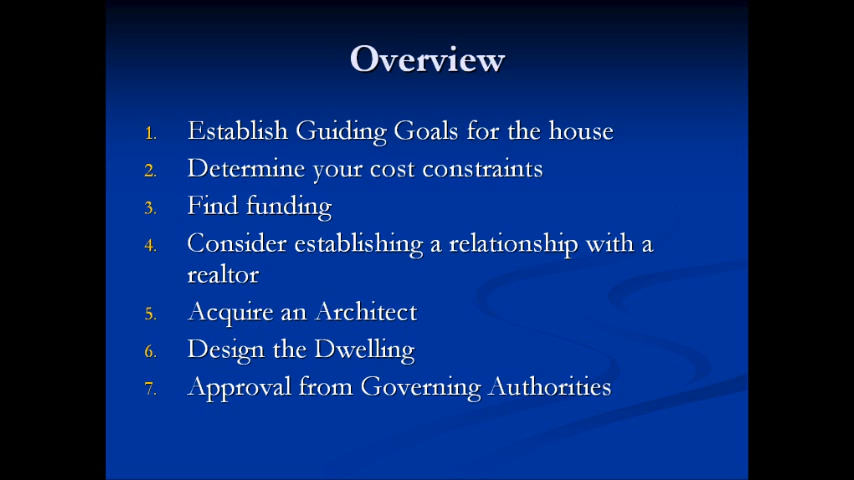 Overview
1. Establish Guiding Goals for the house
2. Determine your cost constraints
3. Find funding
4. Consider establishing a relationship with a
realtor
5. Acquire an Architect
6. Design the Dwelling
7. Approval from Governing Authorities